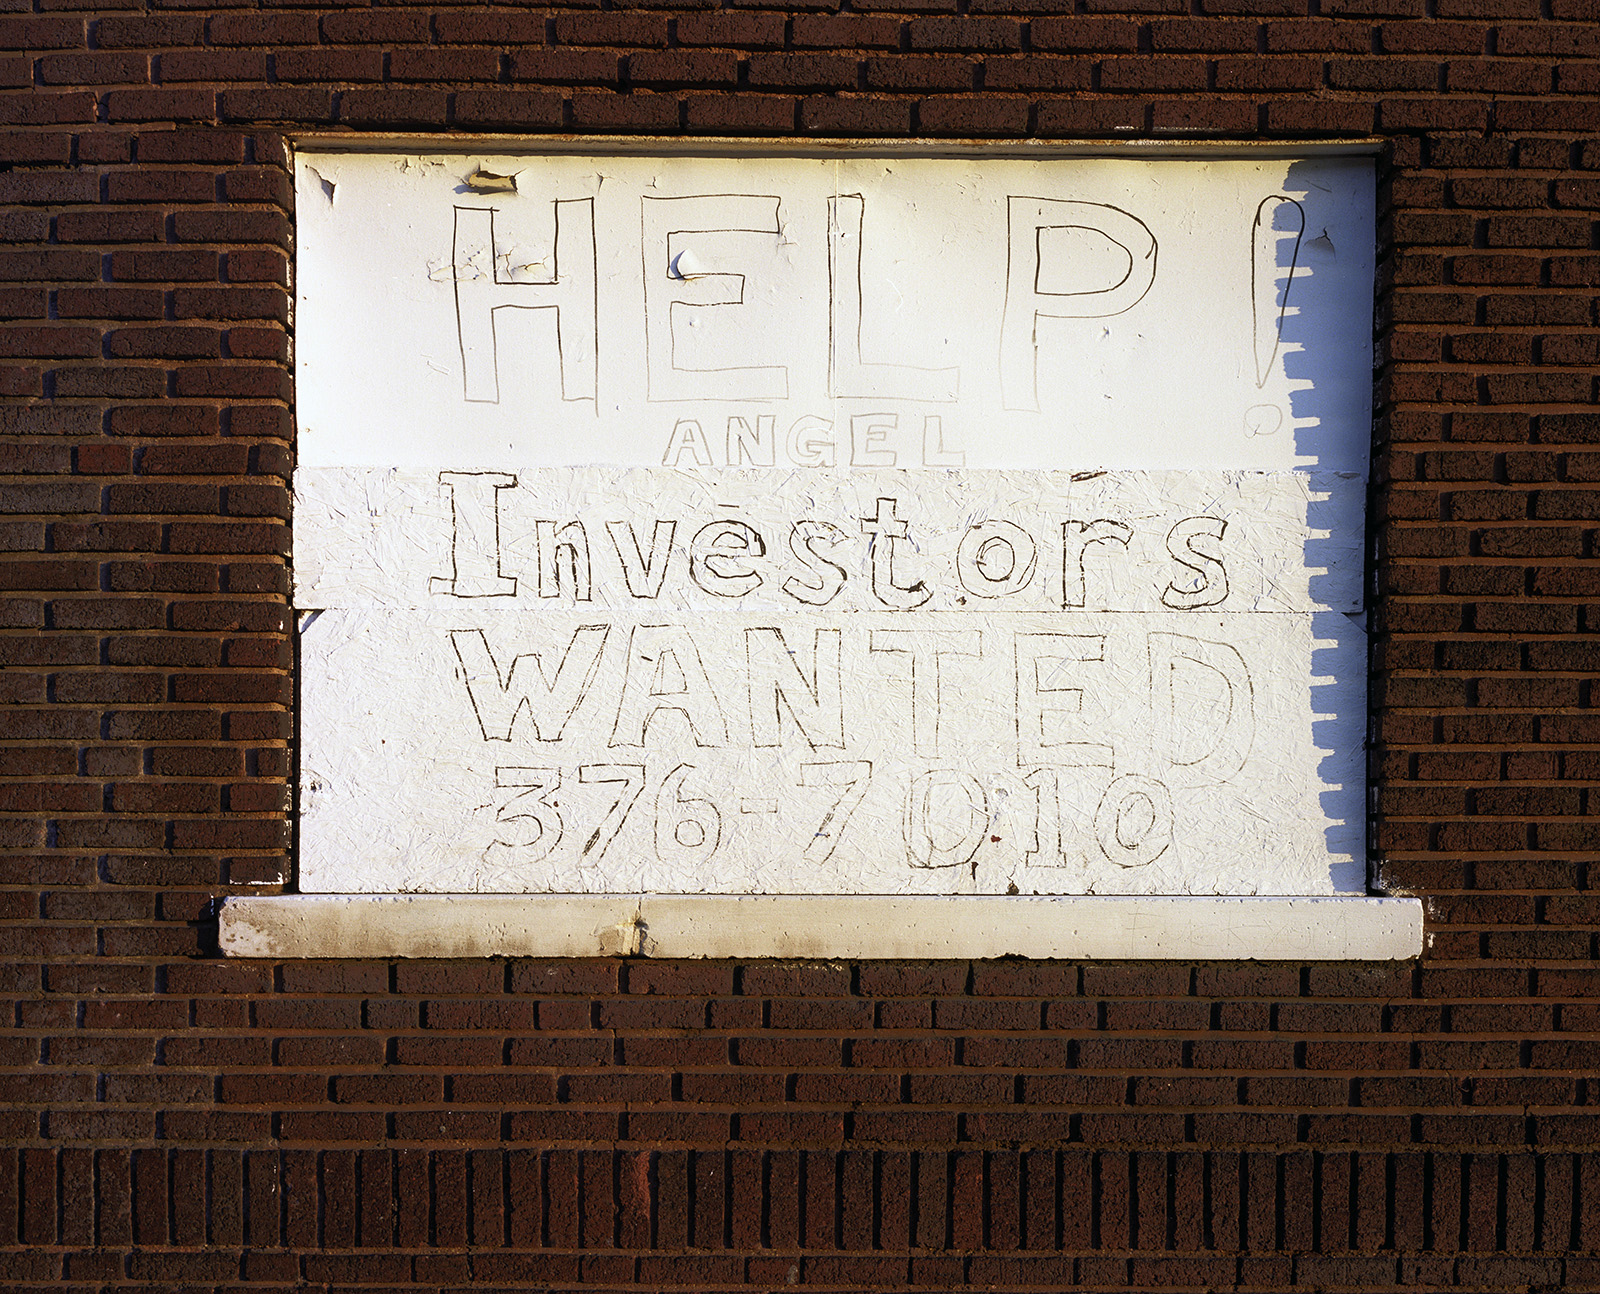 HELP!
ANGEL
Investors
WANTED
376-7010